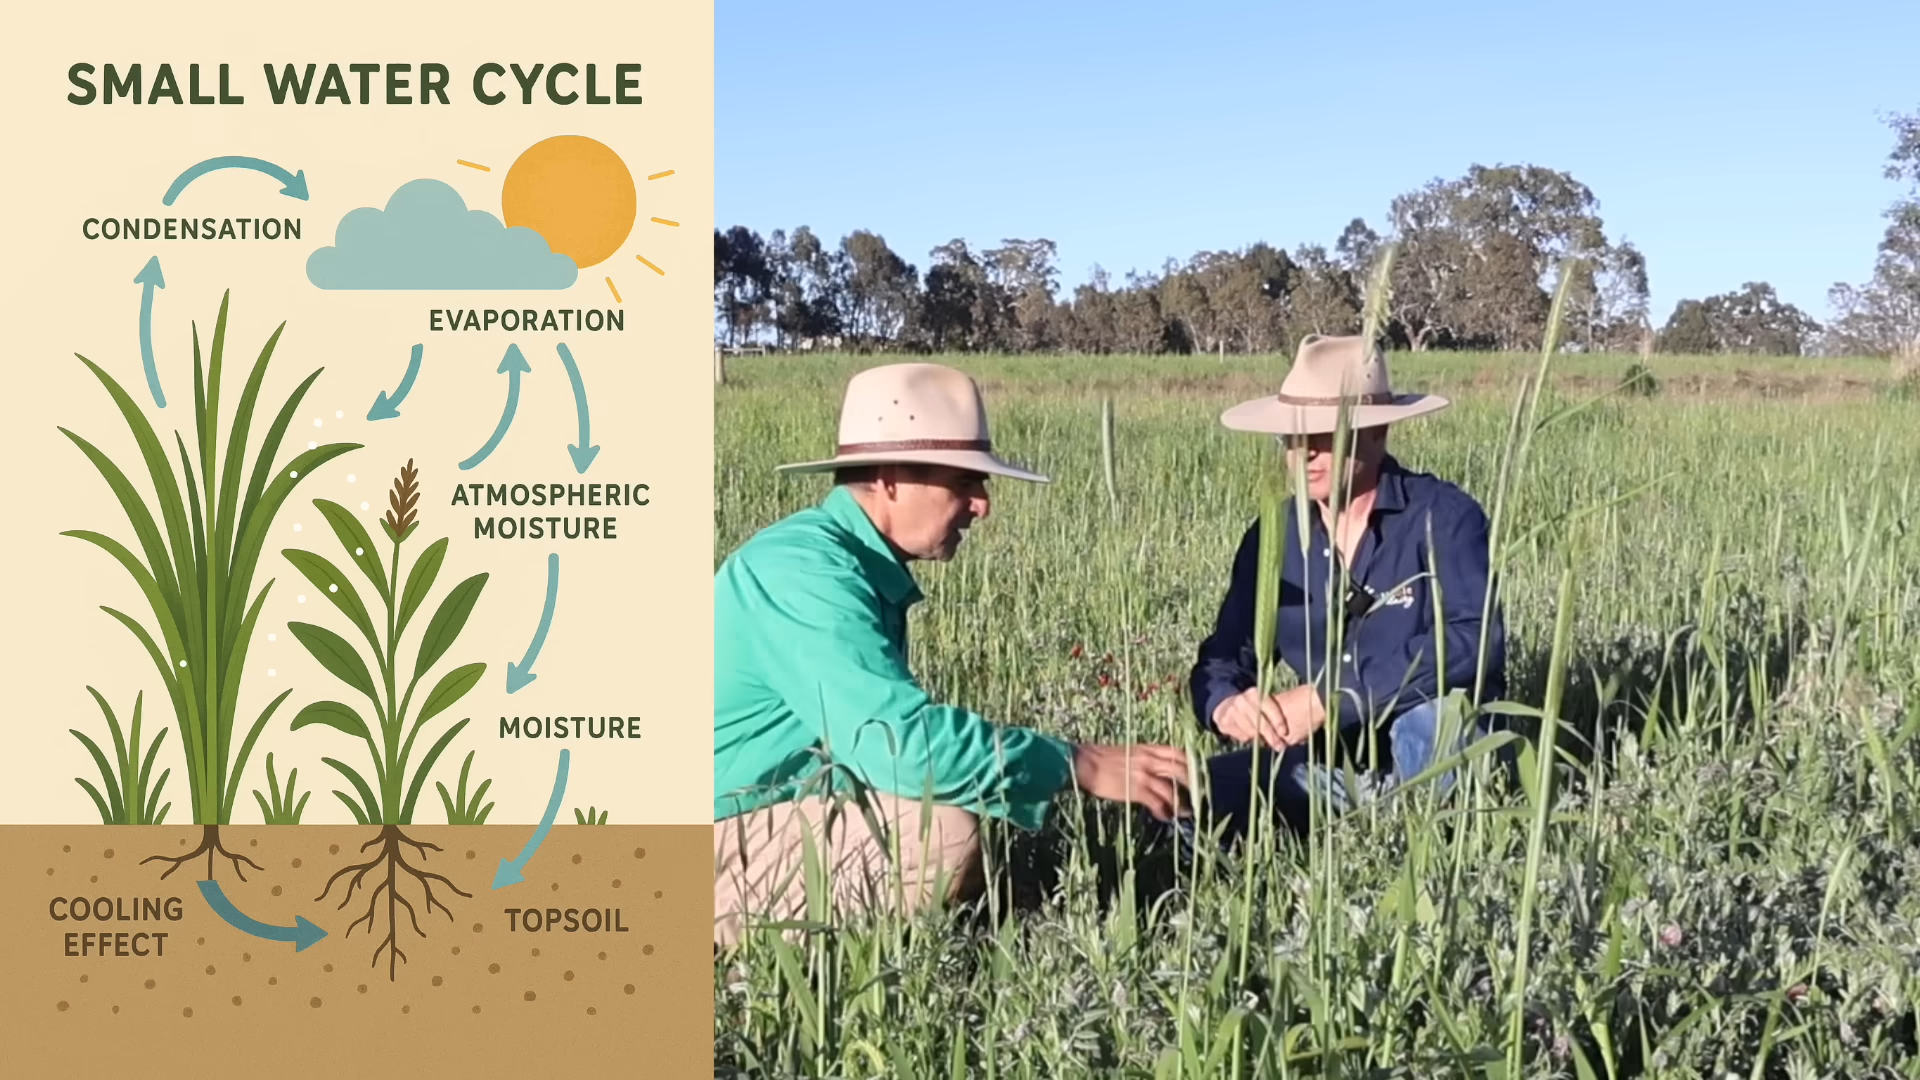 SMALL WATER CYCLE
CONDENSATION
EVAPORATION
ATMOSPHERIC
MOISTURE
MOISTURE
COOLING
EFFECT
TOPSOIL